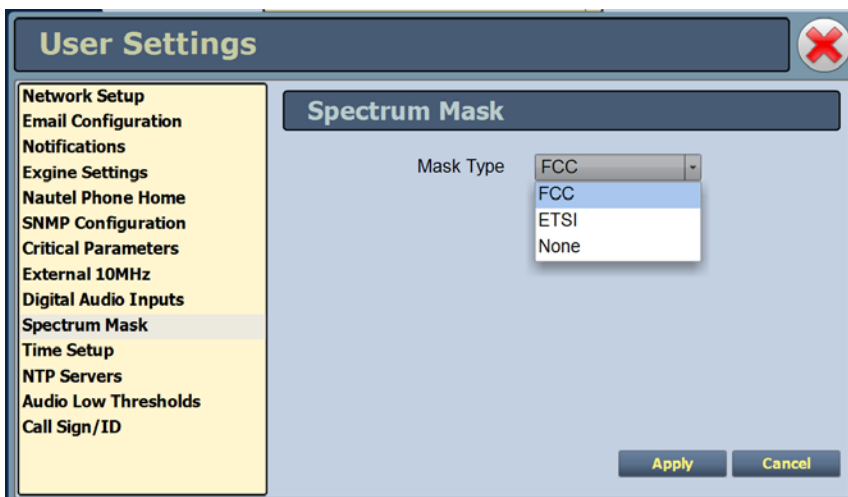 User Settings
Network Setup
Email Configuration
Notifications
Exgine Settings
Nautel Phone Home
SNMP Configuration
Critical Parameters
External 10MHz
Digital Audio Inputs
Spectrum Mask
Time Setup
NTP Servers
Audio Low Thresholds
Call Sign/ID
Spectrum Mask
Mask Type FCC
FCC
ETSI
None
Apply Cancel